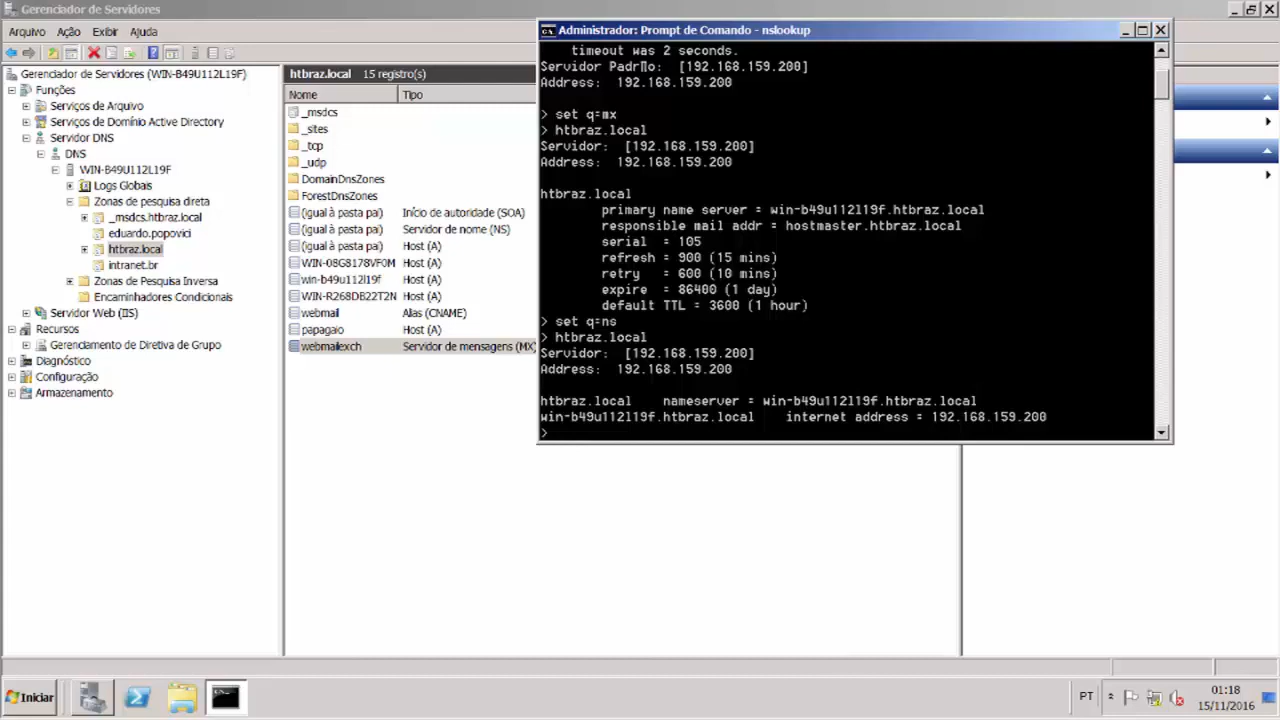 Gerenciador de Servidores
Arquivo Ação Exibir Ajuda
Gerenciador de Servidores (WIN-B49U112L19F)
Funções
Serviços de Arquivo
Serviços de Domínio Active Directory
Servidor DNS
DNS
WIN-B49U112L19F
Logs Globais
Zonas de pesquisa direta
_msdcs.htbraz.local
eduardo.popovici
htbraz.local
intranet.br
Zonas de Pesquisa Inversa
Encaminhadores Condicionais
Servidor Web (IIS)
Recursos
Gerenciamento de Diretiva de Grupo
Diagnóstico
Configuração
Armazenamento
htbraz.local 15 registro(s)
Nome Tipo
_msdcs
_sites
_tcp
_udp
DomainDnsZones
ForestDnsZones
(igual à pasta pai) Início de autoridade (SOA)
(igual à pasta pai) Servidor de nome (NS)
(igual à pasta pai) Host (A)
WIN-08G8178VF0M Host (A)
win-b49u112l19f Host (A)
WIN-R268DB22T2N Host (A)
webmail Alias (CNAME)
papagaio Host (A)
webmailexch Servidor de mensagens (MX)
Administrador: Prompt de Comando - nslookup
timeout was 2 seconds.
Servidor Padr║o: [192.168.159.200]
Address: 192.168.159.200
> set q=mx
> htbraz.local
Servidor: [192.168.159.200]
Address: 192.168.159.200
htbraz.local
primary name server = win-b49u112l19f.htbraz.local
responsible mail addr = hostmaster.htbraz.local
serial = 105
refresh = 900 (15 mins)
retry = 600 (10 mins)
expire = 86400 (1 day)
default TTL = 3600 (1 hour)
> set q=ns
> htbraz.local
Servidor: [192.168.159.200]
Address: 192.168.159.200
htbraz.local nameserver = win-b49u112l19f.htbraz.local
win-b49u112l19f.htbraz.local internet address = 192.168.159.200
>
Iniciar
PT
01:18
15/11/2016